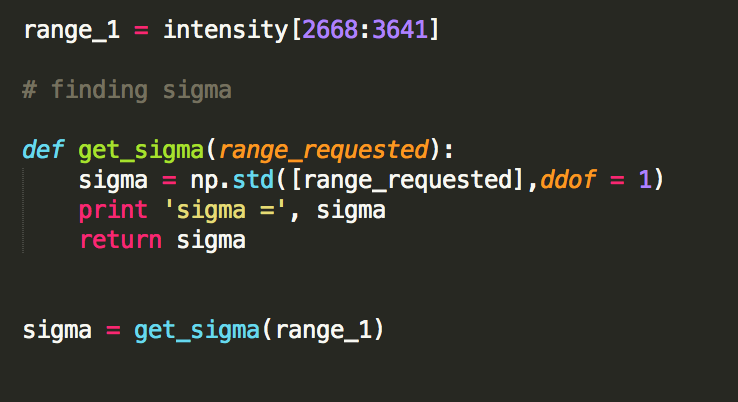 range_1 = intensity[2668:3641]
# finding sigma
def get_sigma(range_requested):
    sigma = np.std([range_requested],ddof = 1)
    print 'sigma =', sigma
    return sigma
sigma = get_sigma(range_1)